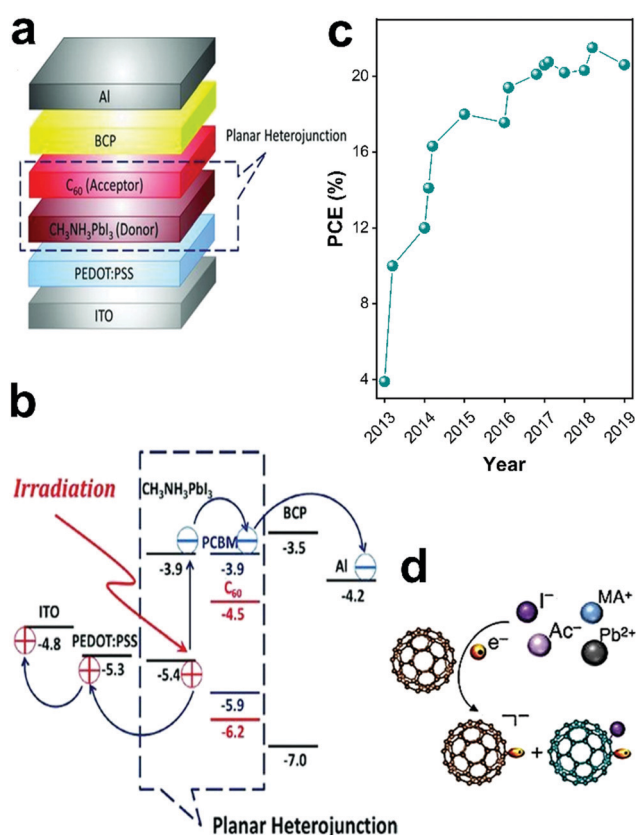 a
Al
BCP
C₆₀ (Acceptor)
CH₃NH₃PbI₃ (Donor)
PEDOT:PSS
ITO
Planar Heterojunction
b
Irradiation
CH₃NH₃PbI₃
PCBM
BCP
-3.9
-3.9
-3.5
Al
-4.2
C₆₀
-4.5
ITO
-4.8
PEDOT:PSS
-5.3
-5.4
-5.9
-6.2
-7.0
Planar Heterojunction
c
PCE (%)
20
16
12
8
4
2013
2014
2015
2016
2017
2018
2019
Year
d
I⁻
MA+
Ac⁻
Pb²⁺
e⁻
+